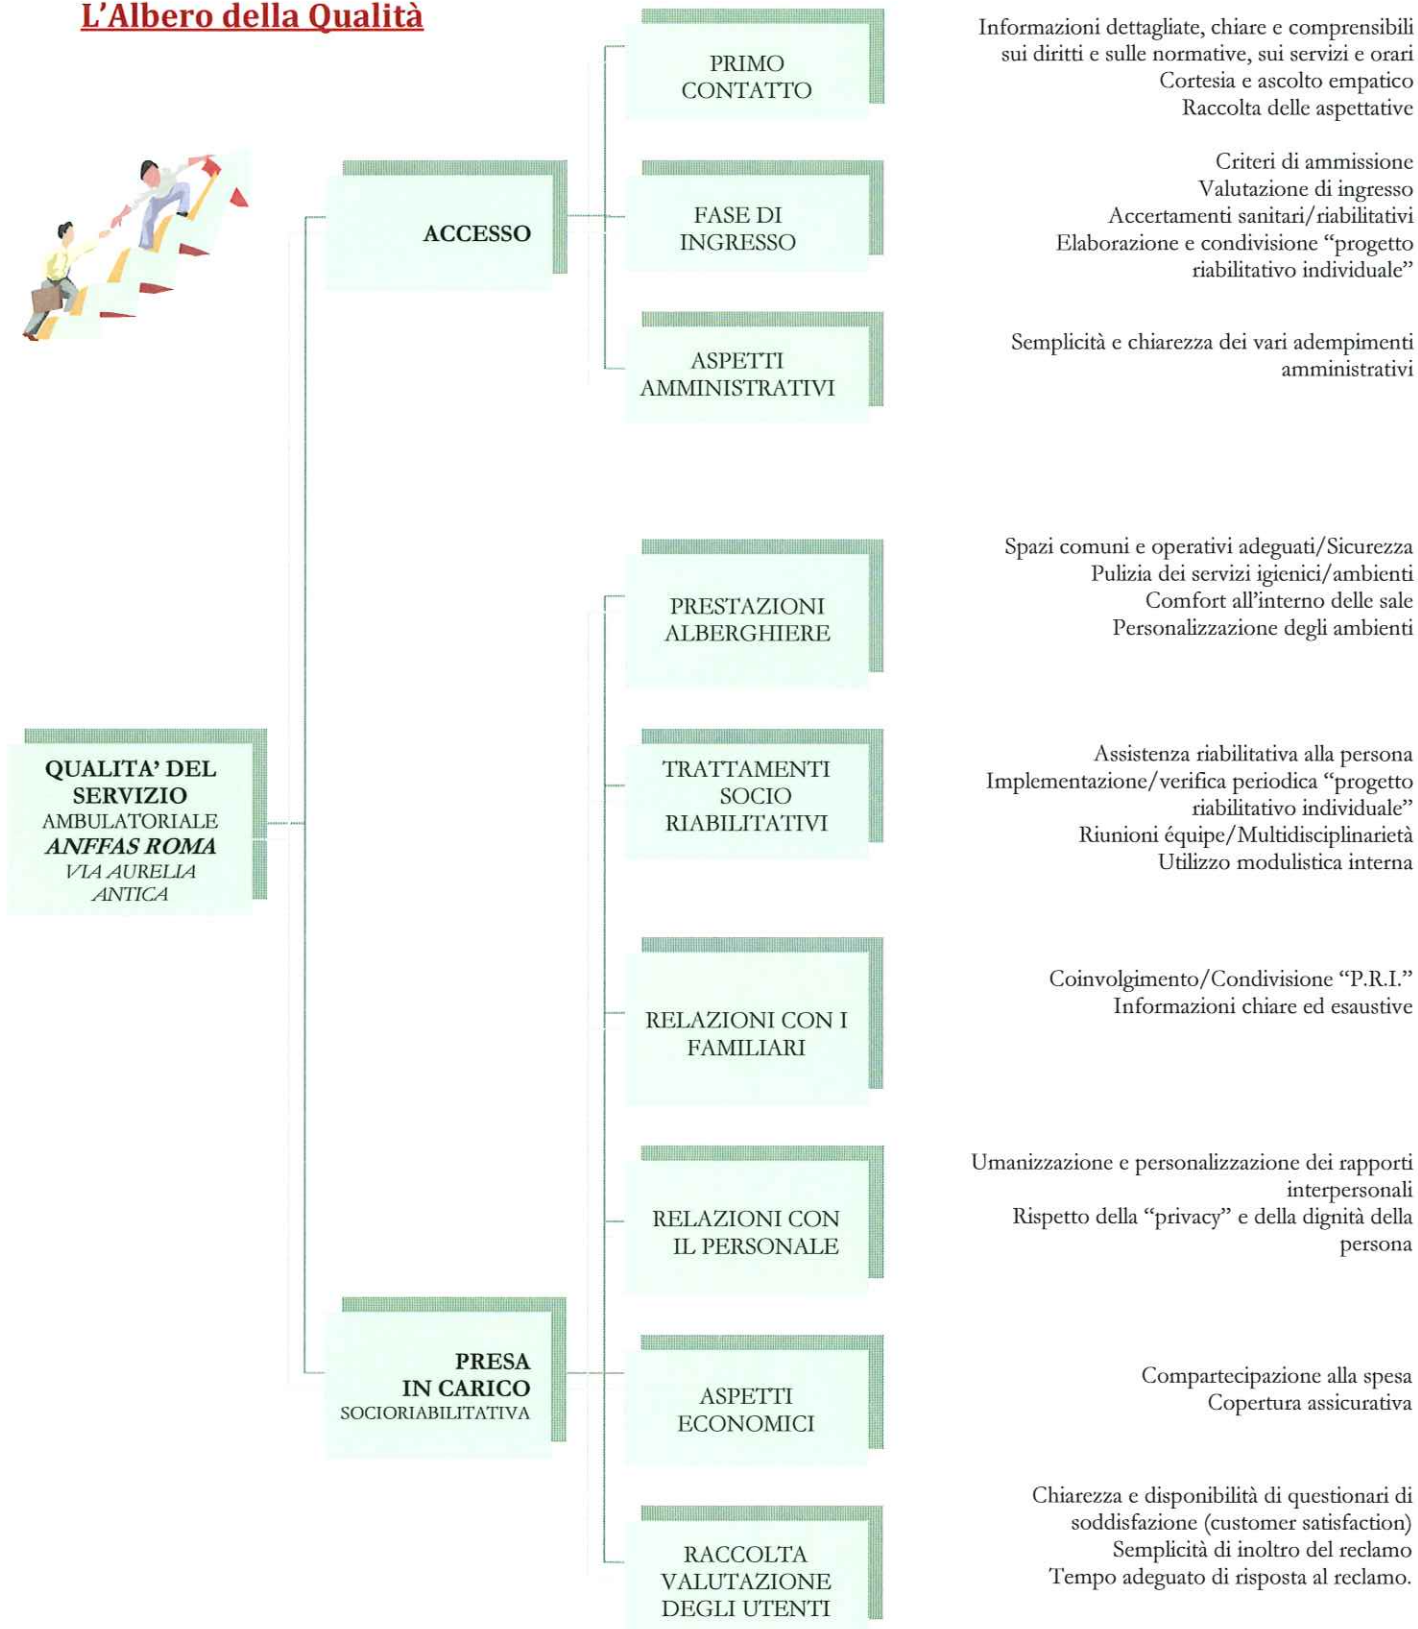 L'Albero della Qualità
PRIMO
CONTATTO
Informazioni dettagliate, chiare e comprensibili
sui diritti e sulle normative, sui servizi e orari
Cortesia e ascolto empatico
Raccolta delle aspettative
ACCESSO
FASE DI
INGRESSO
Criteri di ammissione
Valutazione di ingresso
Accertamenti sanitari/riabilitativi
Elaborazione e condivisione “progetto
riabilitativo individuale”
ASPETTI
AMMINISTRATIVI
Semplicità e chiarezza dei vari adempimenti
amministrativi
QUALITA’ DEL
SERVIZIO
AMBULATORIALE
ANFFAS ROMA
VIA AURELIA
ANTICA
PRESTAZIONI
ALBERGHIERE
Spazi comuni e operativi adeguati/Sicurezza
Pulizia dei servizi igienici/ambienti
Comfort all’interno delle sale
Personalizzazione degli ambienti
TRATTAMENTI
SOCIO
RIABILITATIVI
Assistenza riabilitativa alla persona
Implementazione/verifica periodica “progetto
riabilitativo individuale”
Riunioni équipe/Multidisciplinarietà
Utilizzo modulistica interna
RELAZIONI CON I
FAMILIARI
Coinvolgimento/Condivisione “P.R.I.”
Informazioni chiare ed esaustive
RELAZIONI CON
IL PERSONALE
Umanizzazione e personalizzazione dei rapporti
interpersonali
Rispetto della “privacy” e della dignità della
persona
PRESA
IN CARICO
SOCIORIABILITATIVA
ASPETTI
ECONOMICI
Compartecipazione alla spesa
Copertura assicurativa
RACCOLTA
VALUTAZIONE
DEGLI UTENTI
Chiarezza e disponibilità di questionari di
soddisfazione (customer satisfaction)
Semplicità di inoltro del reclamo
Tempo adeguato di risposta al reclamo.